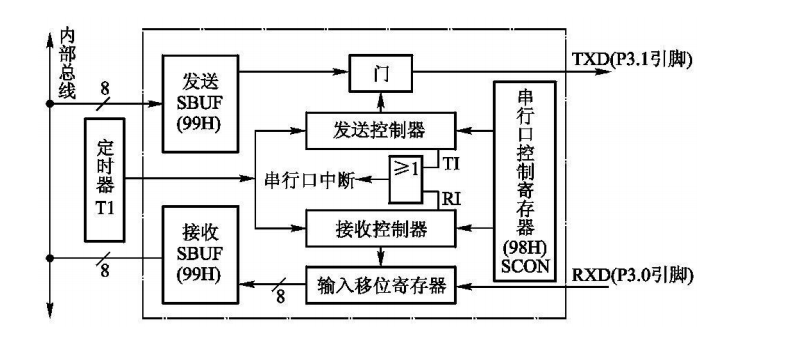 内部总线
8
发送
SBUF
(99H)
门
TXD(P3.1引脚)
定时器
T1
发送控制器
串行口控制寄存器
(98H)
SCON
TI
串行口中断
≥1
RI
接收
SBUF
(99H)
接收控制器
8
8
输入移位寄存器
RXD(P3.0引脚)